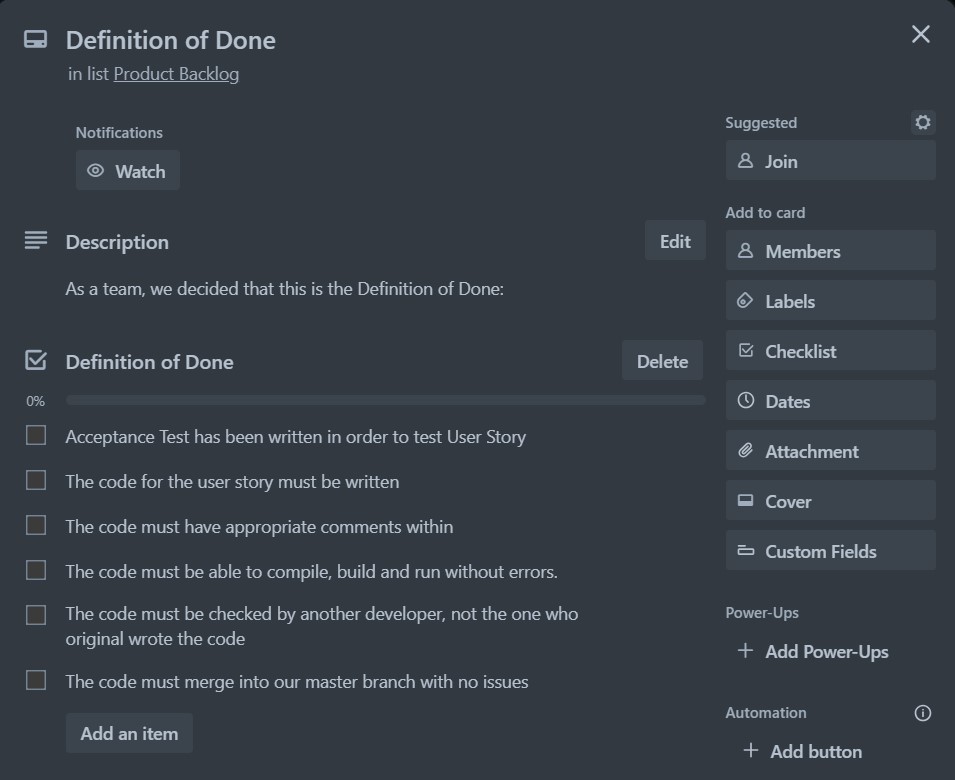 Definition of Done
in list Product Backlog
Notifications
Watch
Description
Edit
As a team, we decided that this is the Definition of Done:
Definition of Done
Delete
0%
Acceptance Test has been written in order to test User Story
The code for the user story must be written
The code must have appropriate comments within
The code must be able to compile, build and run without errors.
The code must be checked by another developer, not the one who
original wrote the code
The code must merge into our master branch with no issues
Add an item
Suggested
Join
Add to card
Members
Labels
Checklist
Dates
Attachment
Cover
Custom Fields
Power-Ups
Add Power-Ups
Automation
Add button